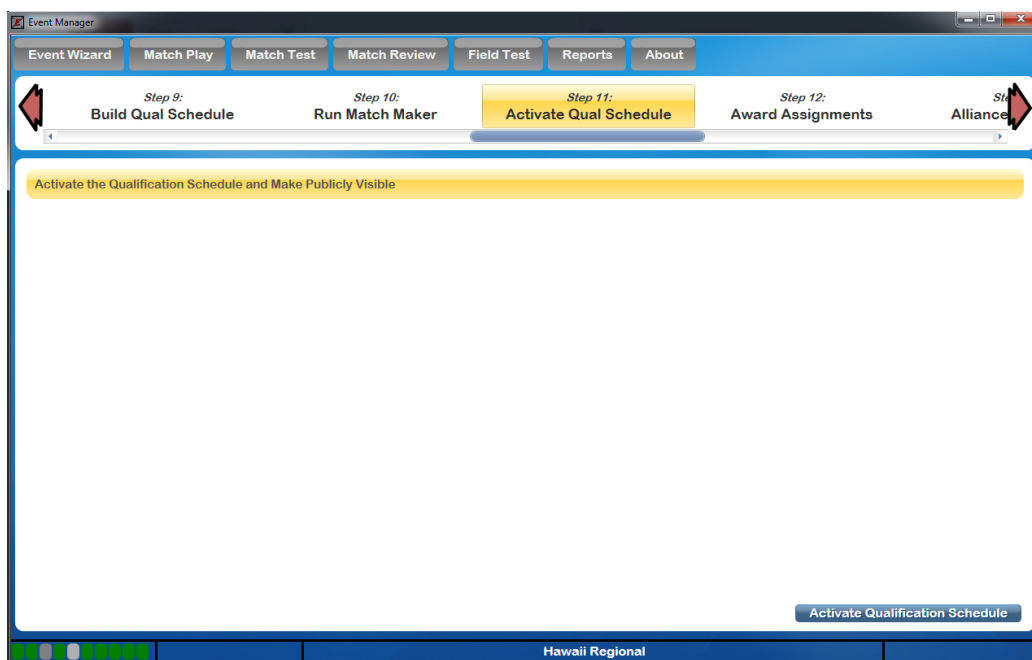 Event Manager
Event Wizard Match Play Match Test Match Review Field Test Reports About
Step 9: Step 10: Step 11: Step 12:
Build Qual Schedule Run Match Maker Activate Qual Schedule Award Assignments Alliance
Activate the Qualification Schedule and Make Publicly Visible
Activate Qualification Schedule
Hawaii Regional